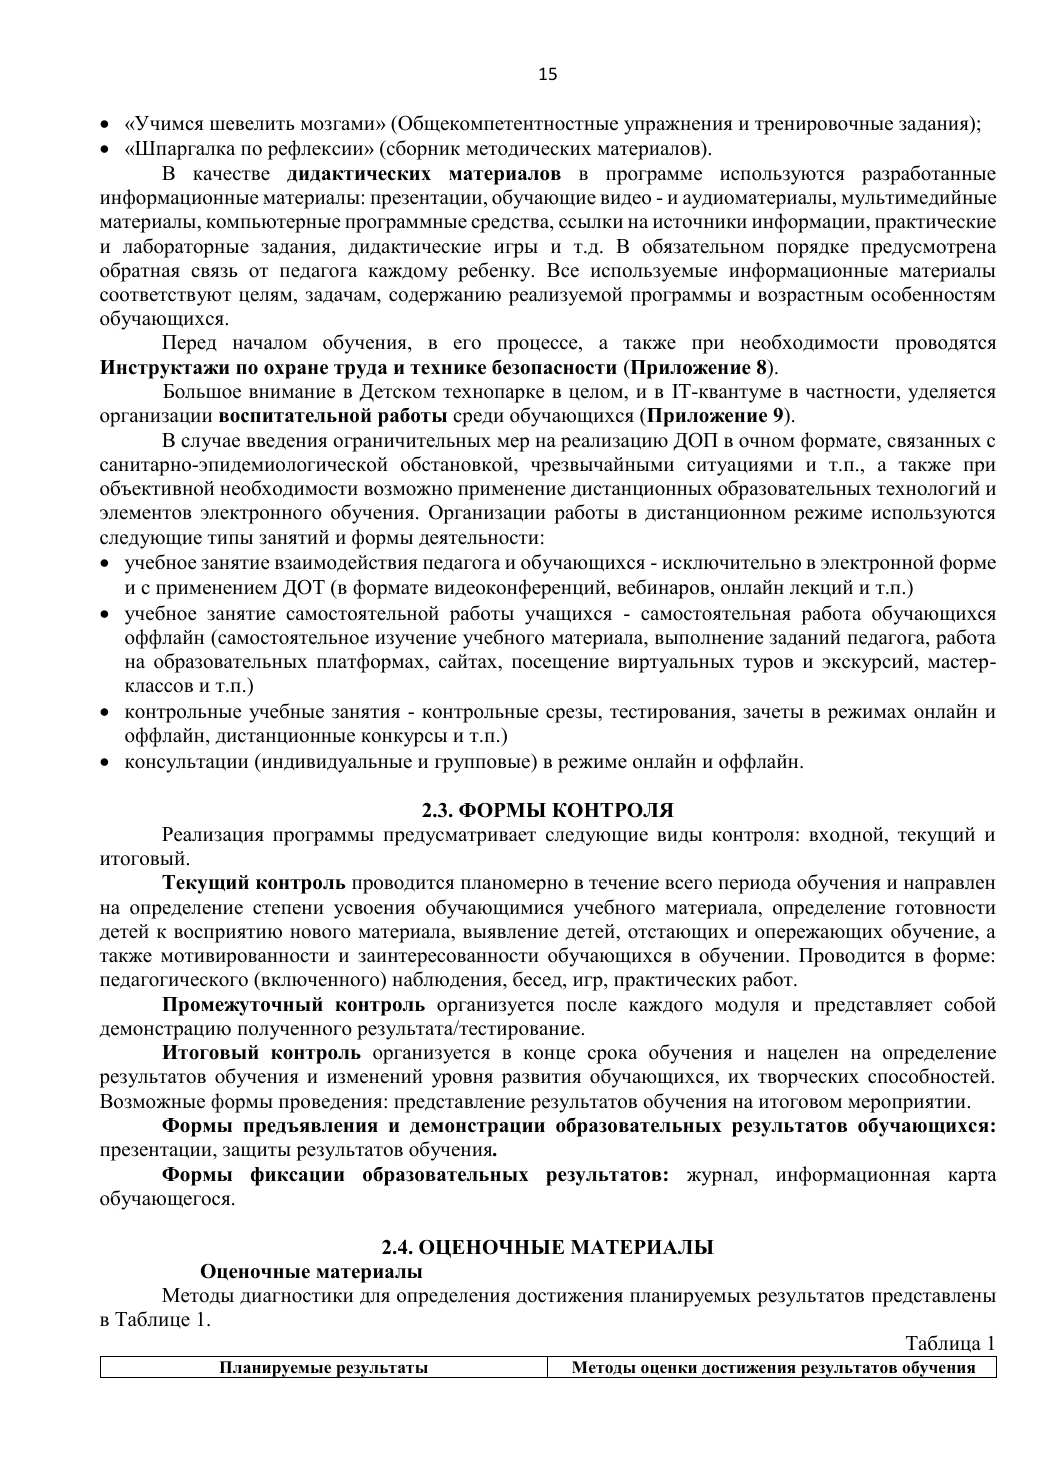 15
• «Учимся шевелить мозгами» (Общекомпетентностные упражнения и тренировочные задания);
• «Шпаргалка по рефлексии» (сборник методических материалов).
В качестве дидактических материалов в программе используются разработанные
информационные материалы: презентации, обучающие видео - и аудиоматериалы, мультимедийные
материалы, компьютерные программные средства, ссылки на источники информации, практические
и лабораторные задания, дидактические игры и т.д. В обязательном порядке предусмотрена
обратная связь от педагога каждому ребенку. Все используемые информационные материалы
соответствуют целям, задачам, содержанию реализуемой программы и возрастным особенностям
обучающихся.
Перед началом обучения, в его процессе, а также при необходимости проводятся
Инструктажи по охране труда и технике безопасности (Приложение 8).
Большое внимание в Детском технопарке в целом, и в IT-квантуме в частности, уделяется
организации воспитательной работы среди обучающихся (Приложение 9).
В случае введения ограничительных мер на реализацию ДОП в очном формате, связанных с
санитарно-эпидемиологической обстановкой, чрезвычайными ситуациями и т.п., а также при
объективной необходимости возможно применение дистанционных образовательных технологий и
элементов электронного обучения. Организации работы в дистанционном режиме используются
следующие типы занятий и формы деятельности:
• учебное занятие взаимодействия педагога и обучающихся - исключительно в электронной форме
и с применением ДОТ (в формате видеоконференций, вебинаров, онлайн лекций и т.п.)
• учебное занятие самостоятельной работы учащихся - самостоятельная работа обучающихся
оффлайн (самостоятельное изучение учебного материала, выполнение заданий педагога, работа
на образовательных платформах, сайтах, посещение виртуальных туров и экскурсий, мастер-
классов и т.п.)
• контрольные учебные занятия - контрольные срезы, тестирования, зачеты в режимах онлайн и
оффлайн, дистанционные конкурсы и т.п.)
• консультации (индивидуальные и групповые) в режиме онлайн и оффлайн.
2.3. ФОРМЫ КОНТРОЛЯ
Реализация программы предусматривает следующие виды контроля: входной, текущий и
итоговый.
Текущий контроль проводится планомерно в течение всего периода обучения и направлен
на определение степени усвоения обучающимися учебного материала, определение готовности
детей к восприятию нового материала, выявление детей, отстающих и опережающих обучение, а
также мотивированности и заинтересованности обучающихся в обучении. Проводится в форме:
педагогического (включенного) наблюдения, бесед, игр, практических работ.
Промежуточный контроль организуется после каждого модуля и представляет собой
демонстрацию полученного результата/тестирование.
Итоговый контроль организуется в конце срока обучения и нацелен на определение
результатов обучения и изменений уровня развития обучающихся, их творческих способностей.
Возможные формы проведения: представление результатов обучения на итоговом мероприятии.
Формы предъявления и демонстрации образовательных результатов обучающихся:
презентации, защиты результатов обучения.
Формы фиксации образовательных результатов: журнал, информационная карта
обучающегося.
2.4. ОЦЕНОЧНЫЕ МАТЕРИАЛЫ
Оценочные материалы
Методы диагностики для определения достижения планируемых результатов представлены
в Таблице 1.
Таблица 1
Планируемые результаты Методы оценки достижения результатов обучения